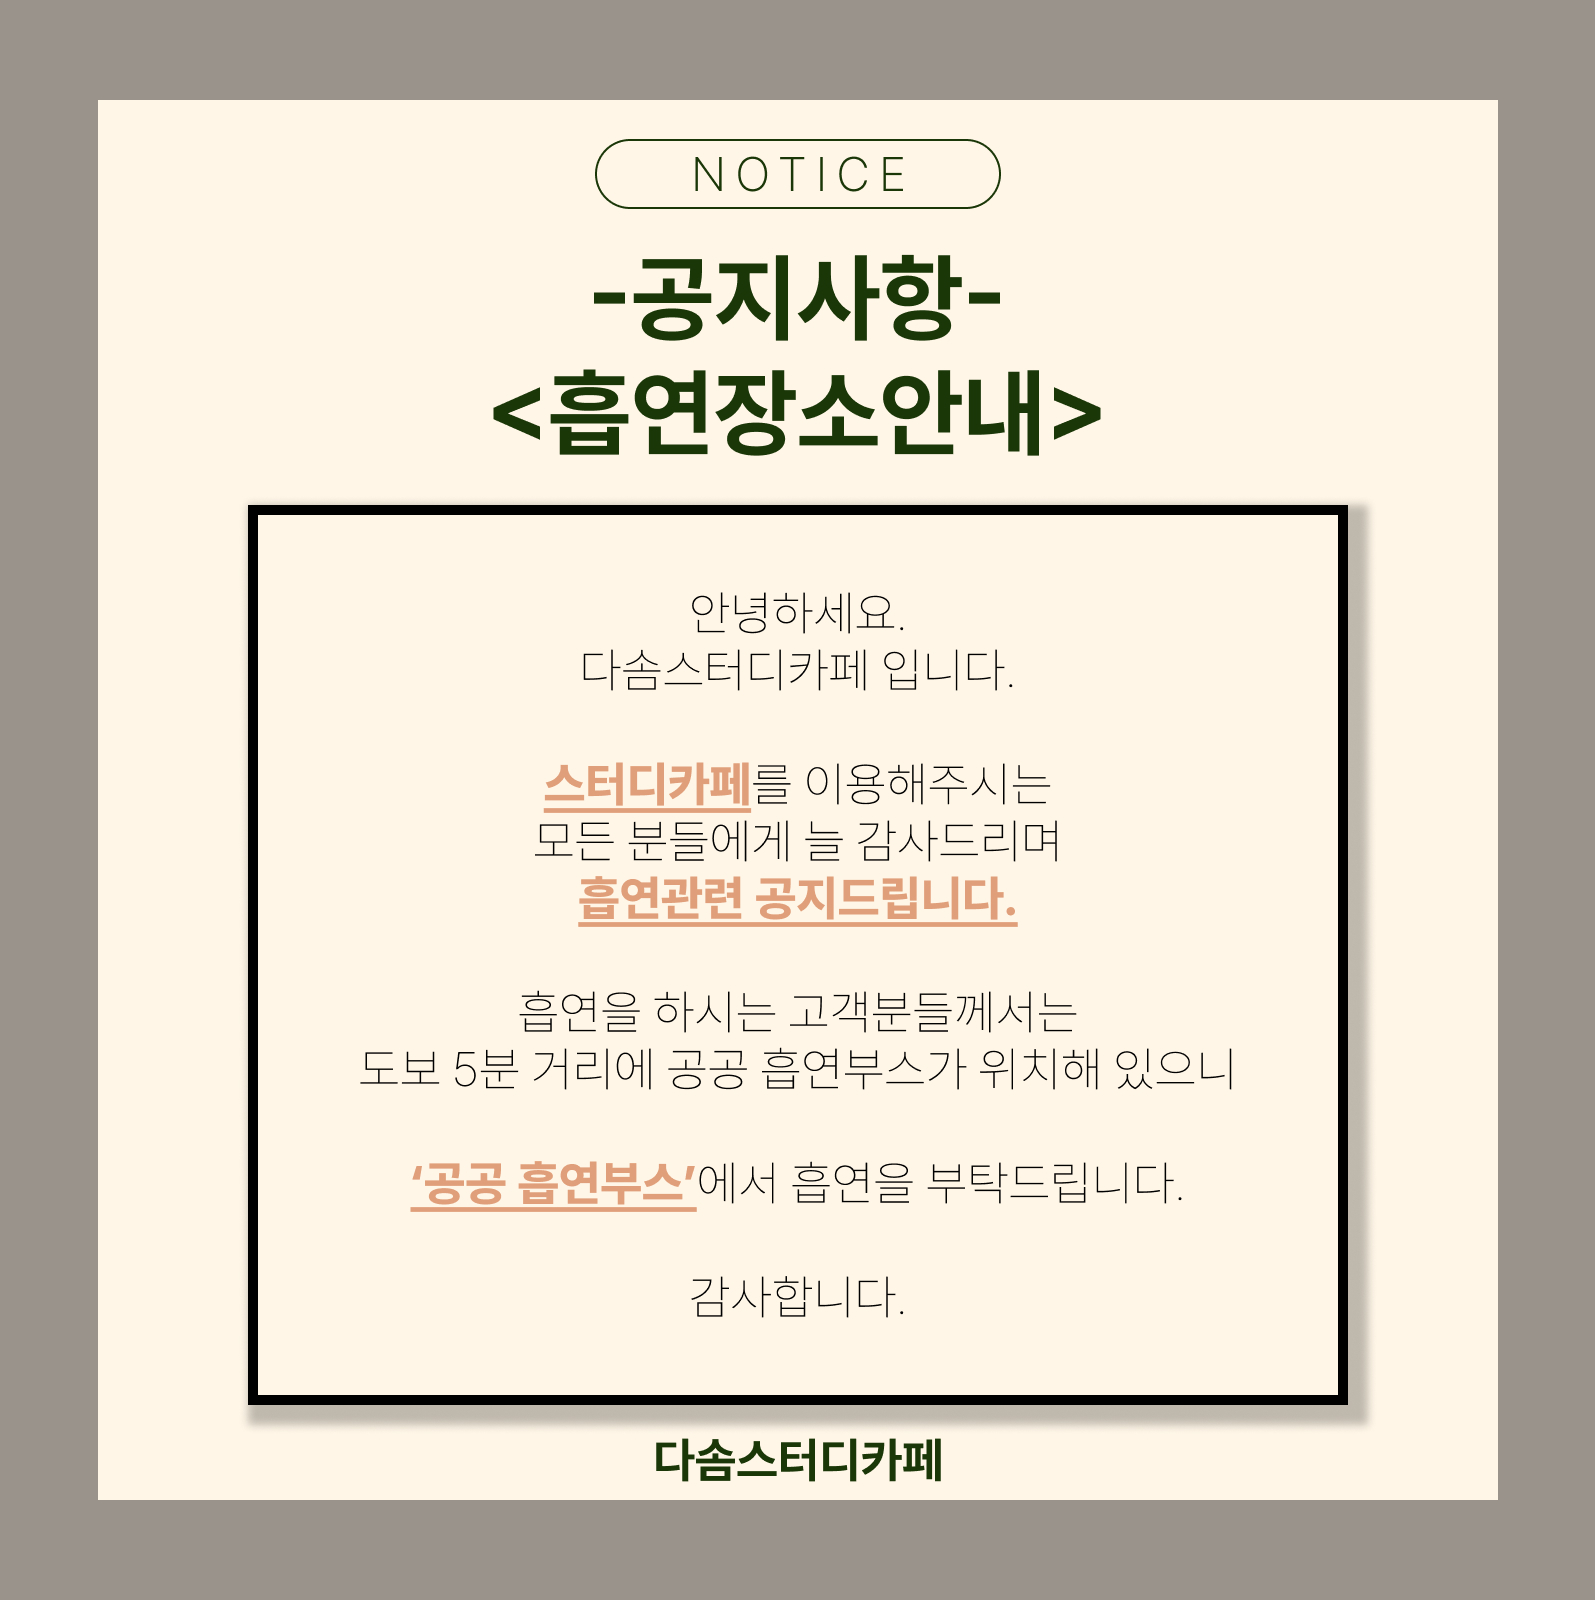 NOTICE
-공지사항-
<흡연장소안내>
안녕하세요.
다솜스터디카페 입니다.
스터디카페를 이용해주시는
모든 분들에게 늘 감사드리며
흡연관련 공지드립니다.
흡연을 하시는 고객분들께서는
도보 5분 거리에 공공 흡연부스가 위치해 있으니
‘공공 흡연부스’에서 흡연을 부탁드립니다.
감사합니다.
다솜스터디카페